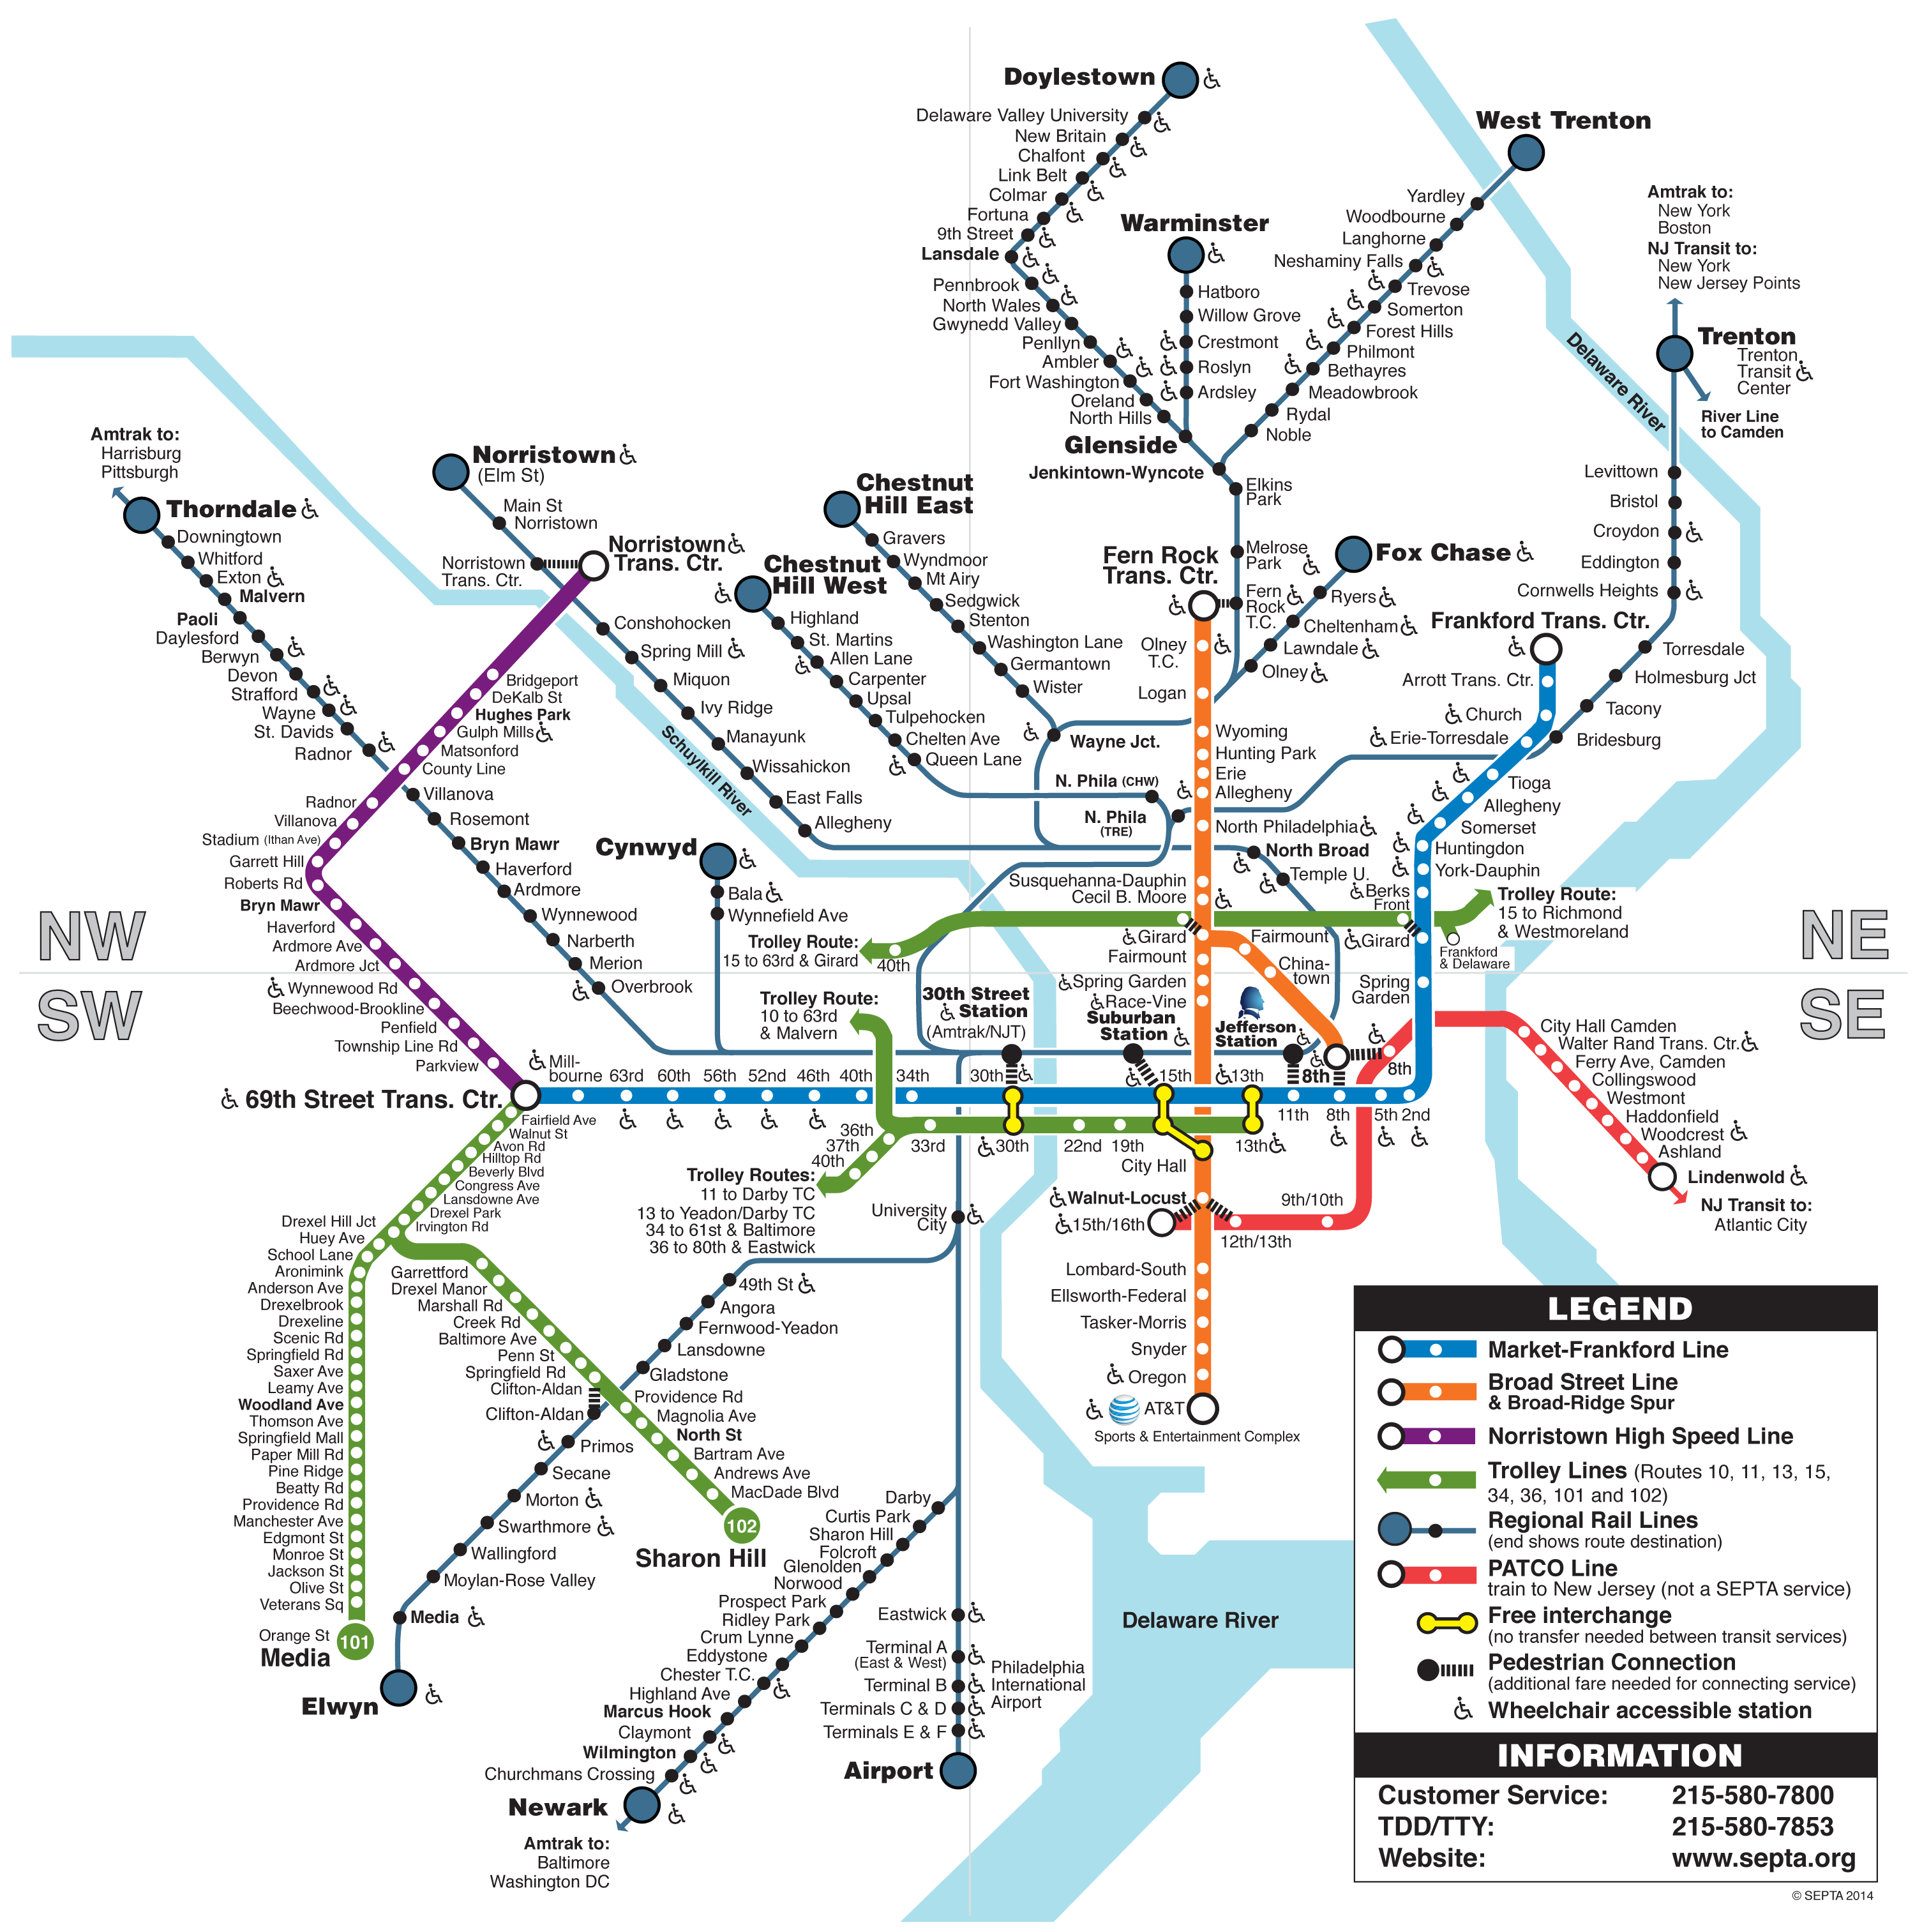 Doylestown
Delaware Valley University
New Britain
Chalfont
Link Belt
Colmar
Fortuna
9th Street
Lansdale
Pennbrook
North Wales
Gwynedd Valley
Penllyn
Ambler
Fort Washington
Oreland
North Hills
Glenside
Jenkintown-Wyncote
Warminster
Hatboro
Willow Grove
Crestmont
Roslyn
Ardsley
West Trenton
Yardley
Woodbourne
Langhorne
Neshaminy Falls
Trevose
Somerton
Forest Hills
Philmont
Bethayres
Meadowbrook
Rydal
Noble
Elkins
Park
Melrose
Park
Fern
Rock
T.C.
Amtrak to:
New York
Boston
NJ Transit to:
New York
New Jersey Points
Trenton
Trenton
Transit
Center
River Line
to Camden
Delaware River
Levittown
Bristol
Croydon
Eddington
Cornwells Heights
Torresdale
Holmesburg Jct
Tacony
Bridesburg
Amtrak to:
Harrisburg
Pittsburgh
Thorndale
Downingtown
Whitford
Exton
Malvern
Paoli
Daylesford
Berwyn
Devon
Strafford
Wayne
St. Davids
Radnor
Villanova
Rosemont
Bryn Mawr
Haverford
Ardmore
Wynnewood
Narberth
Merion
Overbrook
Norristown
(Elm St)
Main St
Norristown
Norristown
Trans. Ctr.
Norristown
Trans. Ctr.
Conshohocken
Spring Mill
Miquon
Ivy Ridge
Manayunk
Wissahickon
East Falls
Allegheny
Schuylkill River
Bridgeport
DeKalb St
Hughes Park
Gulph Mills
Matsonford
County Line
Radnor
Villanova
Stadium (Ithan Ave)
Garrett Hill
Roberts Rd
Bryn Mawr
Haverford
Ardmore Ave
Ardmore Jct
Wynnewood Rd
Beechwood-Brookline
Penfield
Township Line Rd
Parkview
69th Street Trans. Ctr.
Chestnut
Hill East
Gravers
Wyndmoor
Mt Airy
Sedgwick
Stenton
Washington Lane
Germantown
Wister
Wayne Jct.
Chestnut
Hill West
Highland
St. Martins
Allen Lane
Carpenter
Upsal
Tulpehocken
Chelten Ave
Queen Lane
N. Phila (CHW)
N. Phila
(TRE)
Cynwyd
Bala
Wynnefield Ave
Fern Rock
Trans. Ctr.
Olney
T.C.
Logan
Wyoming
Hunting Park
Erie
Allegheny
North Philadelphia
North Broad
Temple U.
Susquehanna-Dauphin
Cecil B. Moore
Girard
Fairmount
Spring Garden
Race-Vine
Fairmount
China-
town
Fox Chase
Ryers
Cheltenham
Lawndale
Olney
Frankford Trans. Ctr.
Arrott Trans. Ctr.
Church
Erie-Torresdale
Tioga
Allegheny
Somerset
Huntingdon
York-Dauphin
Berks
Front
Girard
Spring
Garden
Trolley Route:
15 to Richmond
& Westmoreland
Frankford
& Delaware
Trolley Route:
15 to 63rd & Girard
40th
Trolley Route:
10 to 63rd
& Malvern
30th Street
Station
(Amtrak/NJT)
Suburban
Station
Jefferson
Station
NW
SW
NE
SE
Mill-
bourne
63rd
60th
56th
52nd
46th
40th
34th
30th
15th
13th
8th
8th
11th
8th
5th
2nd
36th
37th
40th
33rd
30th
22nd
19th
13th
City Hall
Trolley Routes:
11 to Darby TC
13 to Yeadon/Darby TC
34 to 61st & Baltimore
36 to 80th & Eastwick
Walnut-Locust
15th/16th
12th/13th
9th/10th
Lombard-South
Ellsworth-Federal
Tasker-Morris
Snyder
Oregon
AT&T
Sports & Entertainment Complex
City Hall Camden
Walter Rand Trans. Ctr.
Ferry Ave, Camden
Collingswood
Westmont
Haddonfield
Woodcrest
Ashland
Lindenwold
NJ Transit to:
Atlantic City
Fairfield Ave
Walnut St
Avon Rd
Hilltop Rd
Beverly Blvd
Congress Ave
Lansdowne Ave
Drexel Park
Irvington Rd
Drexel Hill Jct
Huey Ave
School Lane
Aronimink
Anderson Ave
Drexelbrook
Drexeline
Scenic Rd
Springfield Rd
Saxer Ave
Leamy Ave
Woodland Ave
Thomson Ave
Springfield Mall
Paper Mill Rd
Pine Ridge
Beatty Rd
Providence Rd
Manchester Ave
Edgmont St
Monroe St
Jackson St
Olive St
Veterans Sq
Orange St
Media
101
Garrettford
Drexel Manor
Marshall Rd
Creek Rd
Baltimore Ave
Penn St
Springfield Rd
Clifton-Aldan
Clifton-Aldan
Providence Rd
Magnolia Ave
North St
Bartram Ave
Andrews Ave
MacDade Blvd
102
Sharon Hill
University
City
49th St
Angora
Fernwood-Yeadon
Lansdowne
Gladstone
Primos
Secane
Morton
Swarthmore
Wallingford
Moylan-Rose Valley
Media
Elwyn
Darby
Curtis Park
Sharon Hill
Folcroft
Glenolden
Norwood
Prospect Park
Ridley Park
Crum Lynne
Eddystone
Chester T.C.
Highland Ave
Marcus Hook
Claymont
Wilmington
Churchmans Crossing
Newark
Amtrak to:
Baltimore
Washington DC
Eastwick
Terminal A
(East & West)
Terminal B
Terminals C & D
Terminals E & F
Philadelphia
International
Airport
Airport
Delaware River
LEGEND
Market-Frankford Line
Broad Street Line
& Broad-Ridge Spur
Norristown High Speed Line
Trolley Lines (Routes 10, 11, 13, 15,
34, 36, 101 and 102)
Regional Rail Lines
(end shows route destination)
PATCO Line
train to New Jersey (not a SEPTA service)
Free interchange
(no transfer needed between transit services)
Pedestrian Connection
(additional fare needed for connecting service)
Wheelchair accessible station
INFORMATION
Customer Service: 215-580-7800
TDD/TTY: 215-580-7853
Website: www.septa.org
© SEPTA 2014